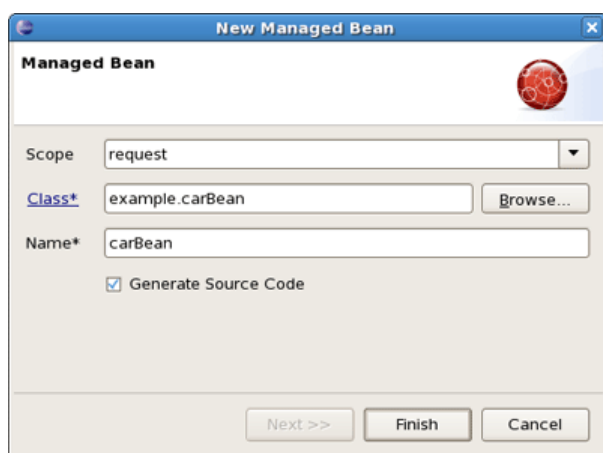 New Managed Bean
Managed Bean
Scope request
Class* example.carBean Browse...
Name* carBean
Generate Source Code
Next >> Finish Cancel